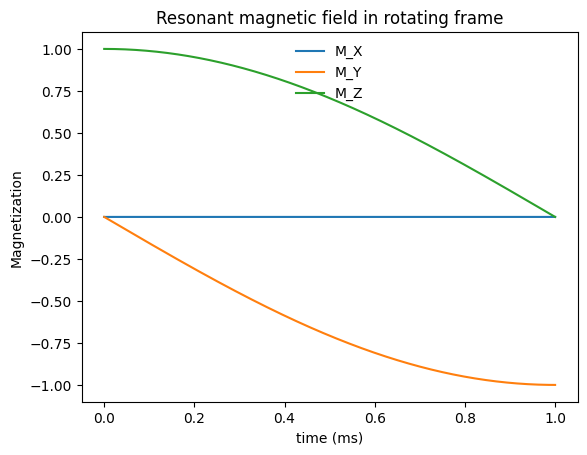 Resonant magnetic field in rotating frame
M_X
M_Y
M_Z
1.00
0.75
0.50
0.25
0.00
−0.25
−0.50
−0.75
−1.00
Magnetization
0.0 0.2 0.4 0.6 0.8 1.0
time (ms)